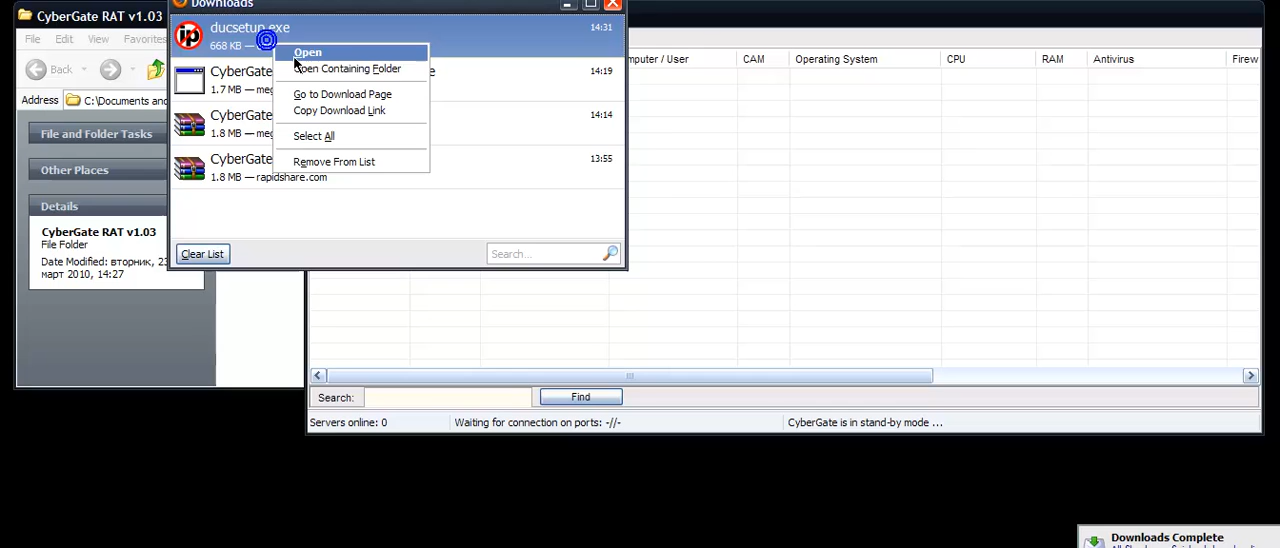 CyberGate RAT v1.03
File Edit View Favorites
Back
Address C:\Documents and
File and Folder Tasks
Other Places
Details
CyberGate RAT v1.03
File Folder
Date Modified: вторник, 23
март 2010, 14:27
Downloads
ducsetup.exe 14:31
668 KB —
CyberGate e 14:19
1.7 MB — meg
CyberGate 14:14
1.8 MB — meg
CyberGate 13:55
1.8 MB — rapidshare.com
Open
Open Containing Folder
Go to Download Page
Copy Download Link
Select All
Remove From List
Clear List Search...
mputer / User CAM Operating System CPU RAM Antivirus Firew
Search: Find
Servers online: 0 Waiting for connection on ports: -//- CyberGate is in stand-by mode ...
Downloads Complete